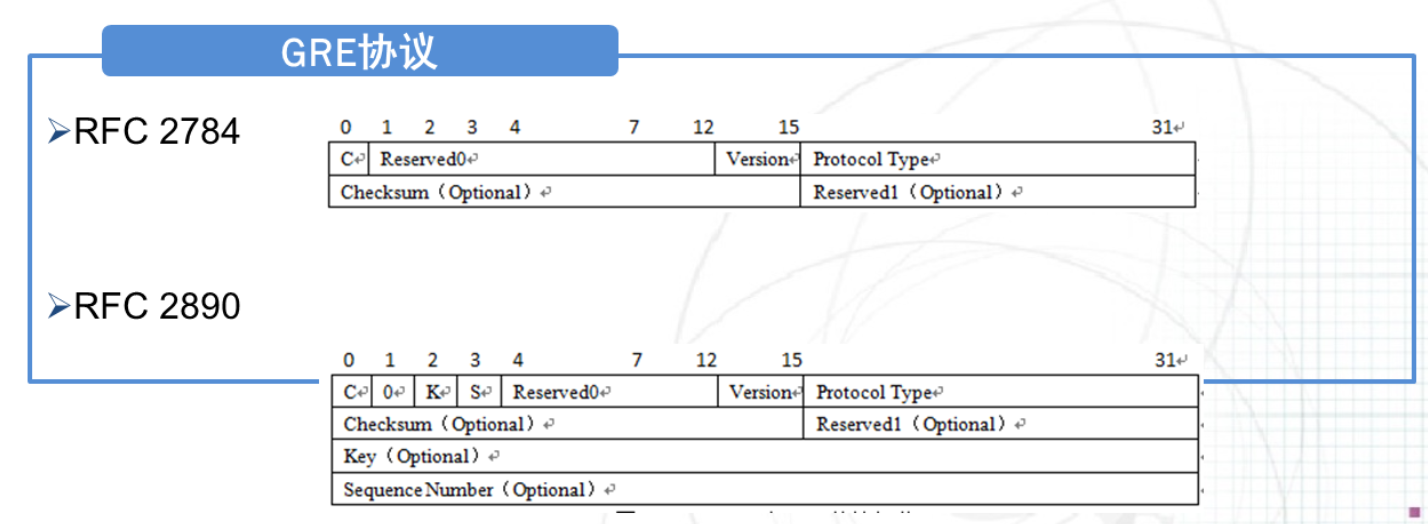 GRE协议
➢RFC 2784
0 1 2 3 4 7 12 15 31↵
C↵ Reserved0↵ Version↵ Protocol Type↵
Checksum（Optional）↵ Reserved1（Optional）↵
➢RFC 2890
0 1 2 3 4 7 12 15 31↵
C↵ 0↵ K↵ S↵ Reserved0↵ Version↵ Protocol Type↵
Checksum（Optional）↵ Reserved1（Optional）↵
Key（Optional）↵
Sequence Number（Optional）↵